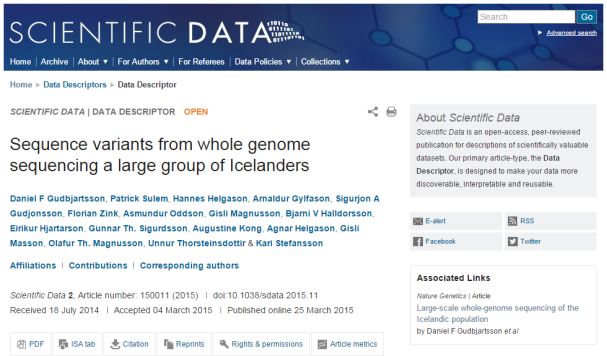 SCIENTIFIC DATA
Search
Go
Advanced search
Home | Archive | About ▼ | For Authors ▼ | For Referees | Data Policies ▼ | Collections ▼
Home ▶ Data Descriptors ▶ Data Descriptor
SCIENTIFIC DATA | DATA DESCRIPTOR OPEN
Sequence variants from whole genome
sequencing a large group of Icelanders
Daniel F Gudbjartsson, Patrick Sulem, Hannes Helgason, Arnaldur Gylfason, Sigurjon A
Gudjonsson, Florian Zink, Asmundur Oddson, Gisli Magnusson, Bjarni V Halldorsson,
Eirikur Hjartarson, Gunnar Th. Sigurdsson, Augustine Kong, Agnar Helgason, Gisli
Masson, Olafur Th. Magnusson, Unnur Thorsteinsdottir & Kari Stefansson
Affiliations | Contributions | Corresponding authors
Scientific Data 2, Article number: 150011 (2015) | doi:10.1038/sdata.2015.11
Received 18 July 2014 | Accepted 04 March 2015 | Published online 25 March 2015
PDF
ISA tab
Citation
Reprints
Rights & permissions
Article metrics
About Scientific Data
Scientific Data is an open-access, peer-reviewed
publication for descriptions of scientifically valuable
datasets. Our primary article-type, the Data
Descriptor, is designed to make your data more
discoverable, interpretable and reusable.
E-alert
RSS
Facebook
Twitter
Associated Links
Nature Genetics | Article
Large-scale whole-genome sequencing of the
Icelandic population
by Daniel F Gudbjartsson et al